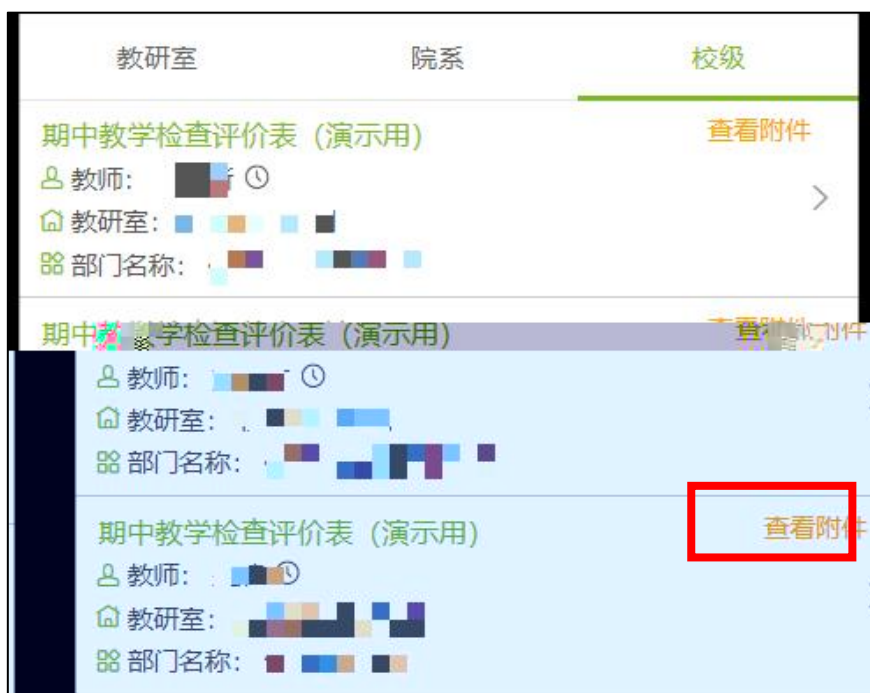 教研室 院系 校级
期中教学检查评价表（演示用） 查看附件
教师：
教研室：
部门名称：
期中教学检查评价表（演示用）
教师：
教研室：
部门名称：
期中教学检查评价表（演示用） 查看附件
教师：
教研室：
部门名称：